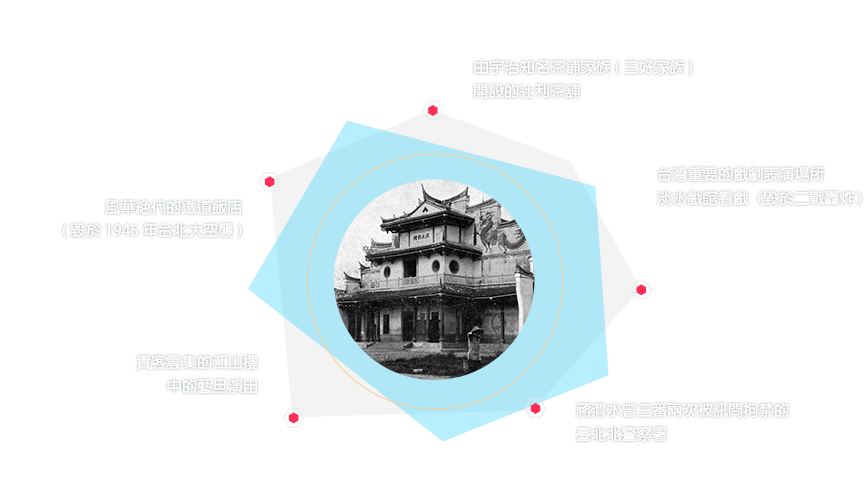 由宇治知名茶舖家族 ( 三好家族 )
開設的辻利茶舖
台灣重要的戲劇表演場所
淡水戲館看戲（毀於二戰轟炸）
風華絕代的鐵道飯店
( 毀於 1945 年台北大空襲 )
賓客雲集的江山樓
中的藝旦演出
蔣渭水曾三番兩次被訊問拘禁的
臺北北警察署